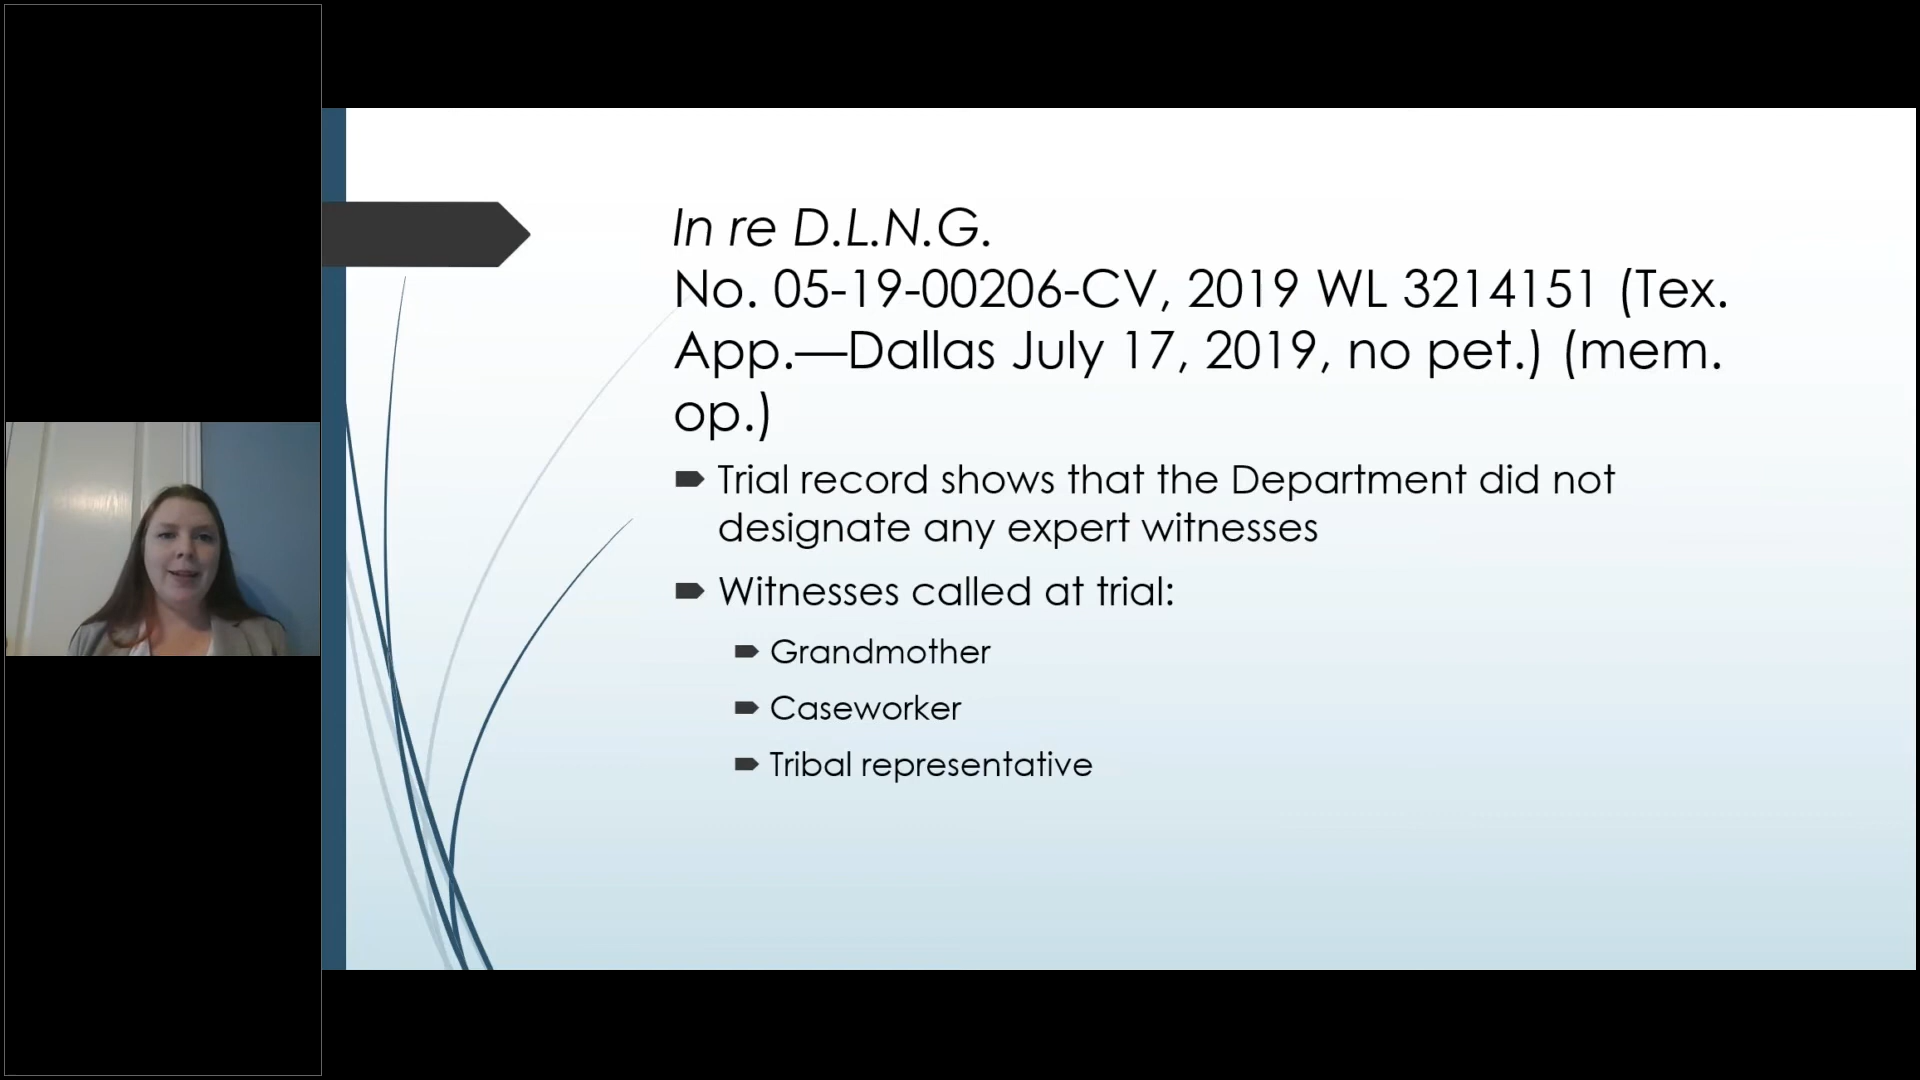 In re D.L.N.G.
No. 05-19-00206-CV, 2019 WL 3214151 (Tex.
App.—Dallas July 17, 2019, no pet.) (mem.
op.)
Trial record shows that the Department did not
designate any expert witnesses
Witnesses called at trial:
Grandmother
Caseworker
Tribal representative